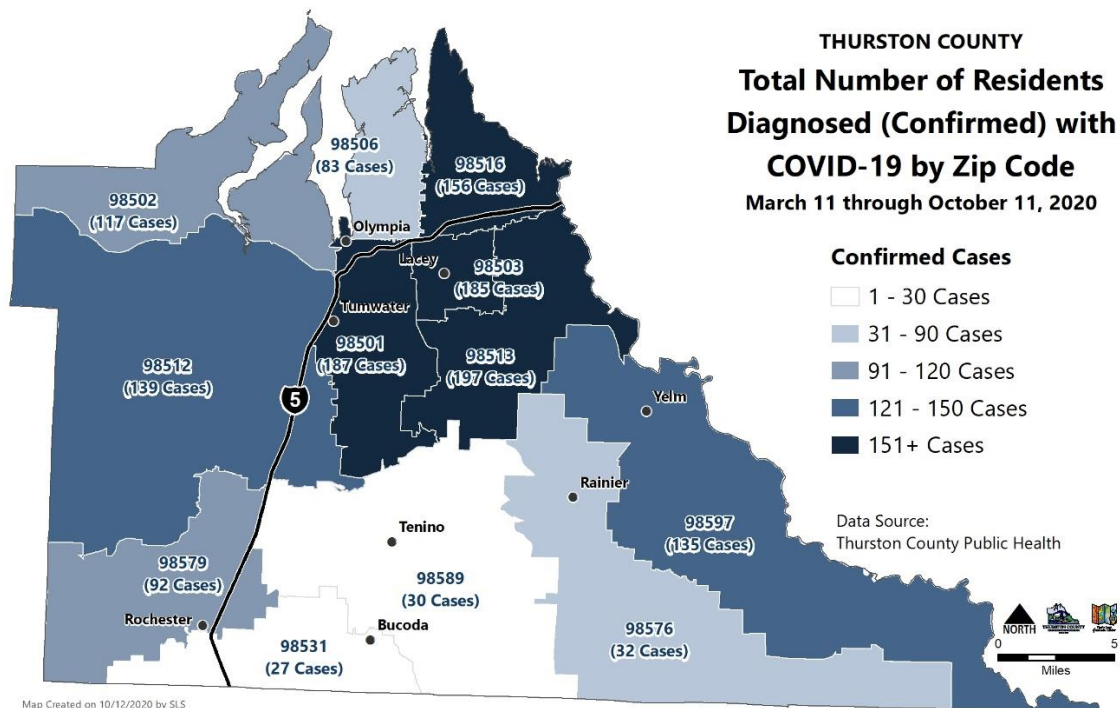 THURSTON COUNTY
Total Number of Residents
Diagnosed (Confirmed) with
COVID-19 by Zip Code
March 11 through October 11, 2020
Confirmed Cases
1 - 30 Cases
31 - 90 Cases
91 - 120 Cases
121 - 150 Cases
151+ Cases
Data Source:
Thurston County Public Health
98506
(83 Cases)
98516
(156 Cases)
98502
(117 Cases)
Olympia
Lacey
98503
(185 Cases)
Tumwater
98501
(187 Cases)
98513
(197 Cases)
98512
(139 Cases)
5
Yelm
Rainier
Tenino
98597
(135 Cases)
98579
(92 Cases)
98589
(30 Cases)
Rochester
Bucoda
98531
(27 Cases)
98576
(32 Cases)
NORTH
THURSTON COUNTY
0 5
Miles
Map Created on 10/12/2020 by SLS